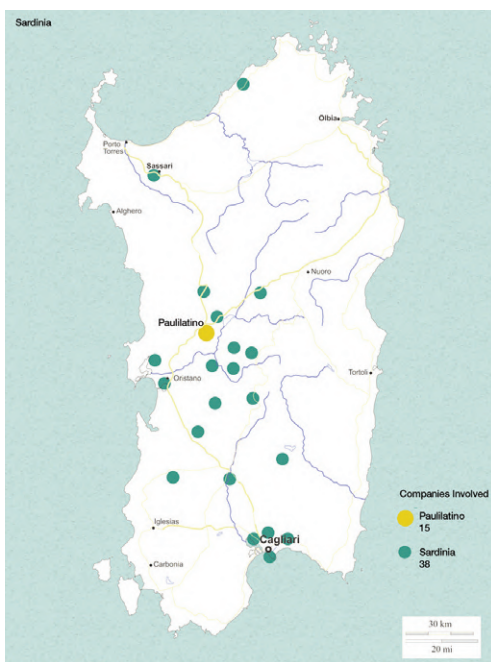 Sardinia
Olbia
Porto
Torres
Sassari
Alghero
Nuoro
Paulilatino
Tortoli
Oristano
Companies Involved
Paulilatino
15
Iglesias
Cagliari
Sardinia
38
Carbonia
30 km
20 mi